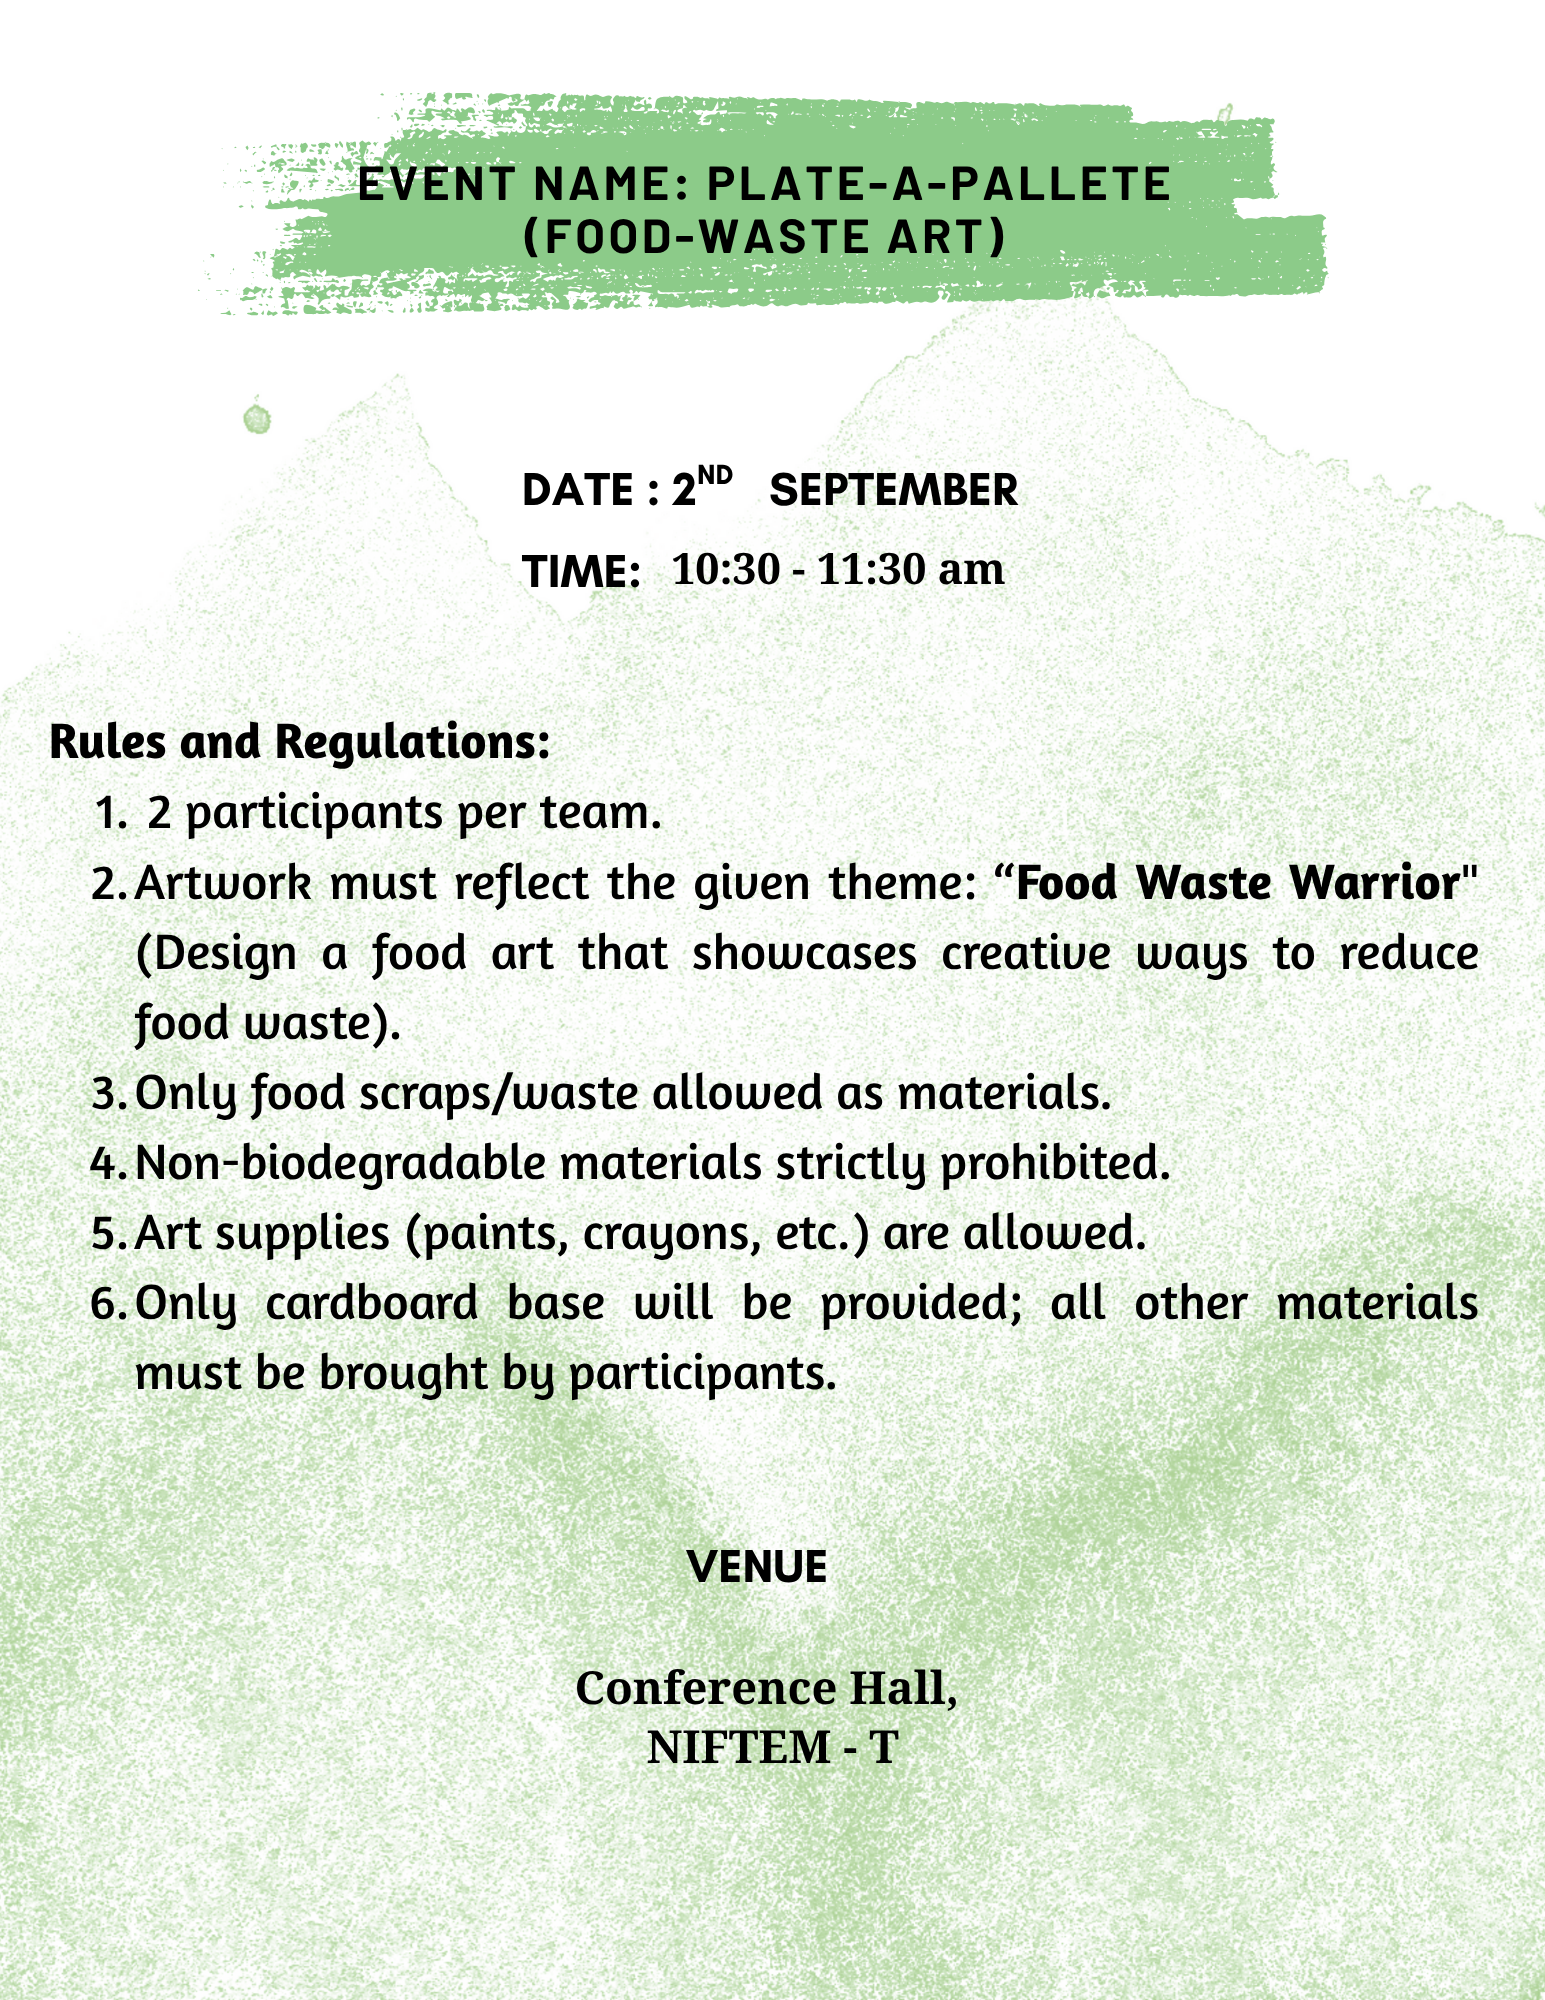 EVENT NAME: PLATE-A-PALLETE
(FOOD-WASTE ART)
DATE : 2ND SEPTEMBER
TIME: 10:30 - 11:30 am
Rules and Regulations:
1. 2 participants per team.
2. Artwork must reflect the given theme: “Food Waste Warrior"
(Design a food art that showcases creative ways to reduce
food waste).
3. Only food scraps/waste allowed as materials.
4. Non-biodegradable materials strictly prohibited.
5. Art supplies (paints, crayons, etc.) are allowed.
6. Only cardboard base will be provided; all other materials
must be brought by participants.
VENUE
Conference Hall,
NIFTEM - T